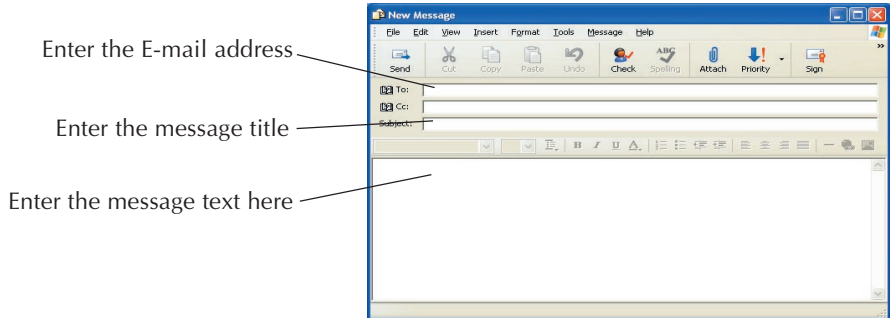 New Message
File Edit View Insert Format Tools Message Help
Send Cut Copy Paste Undo Check ABC Spelling Attach Priority Sign
Enter the E-mail address
To:
Cc:
Enter the message title
Subject:
B I U A
Enter the message text here